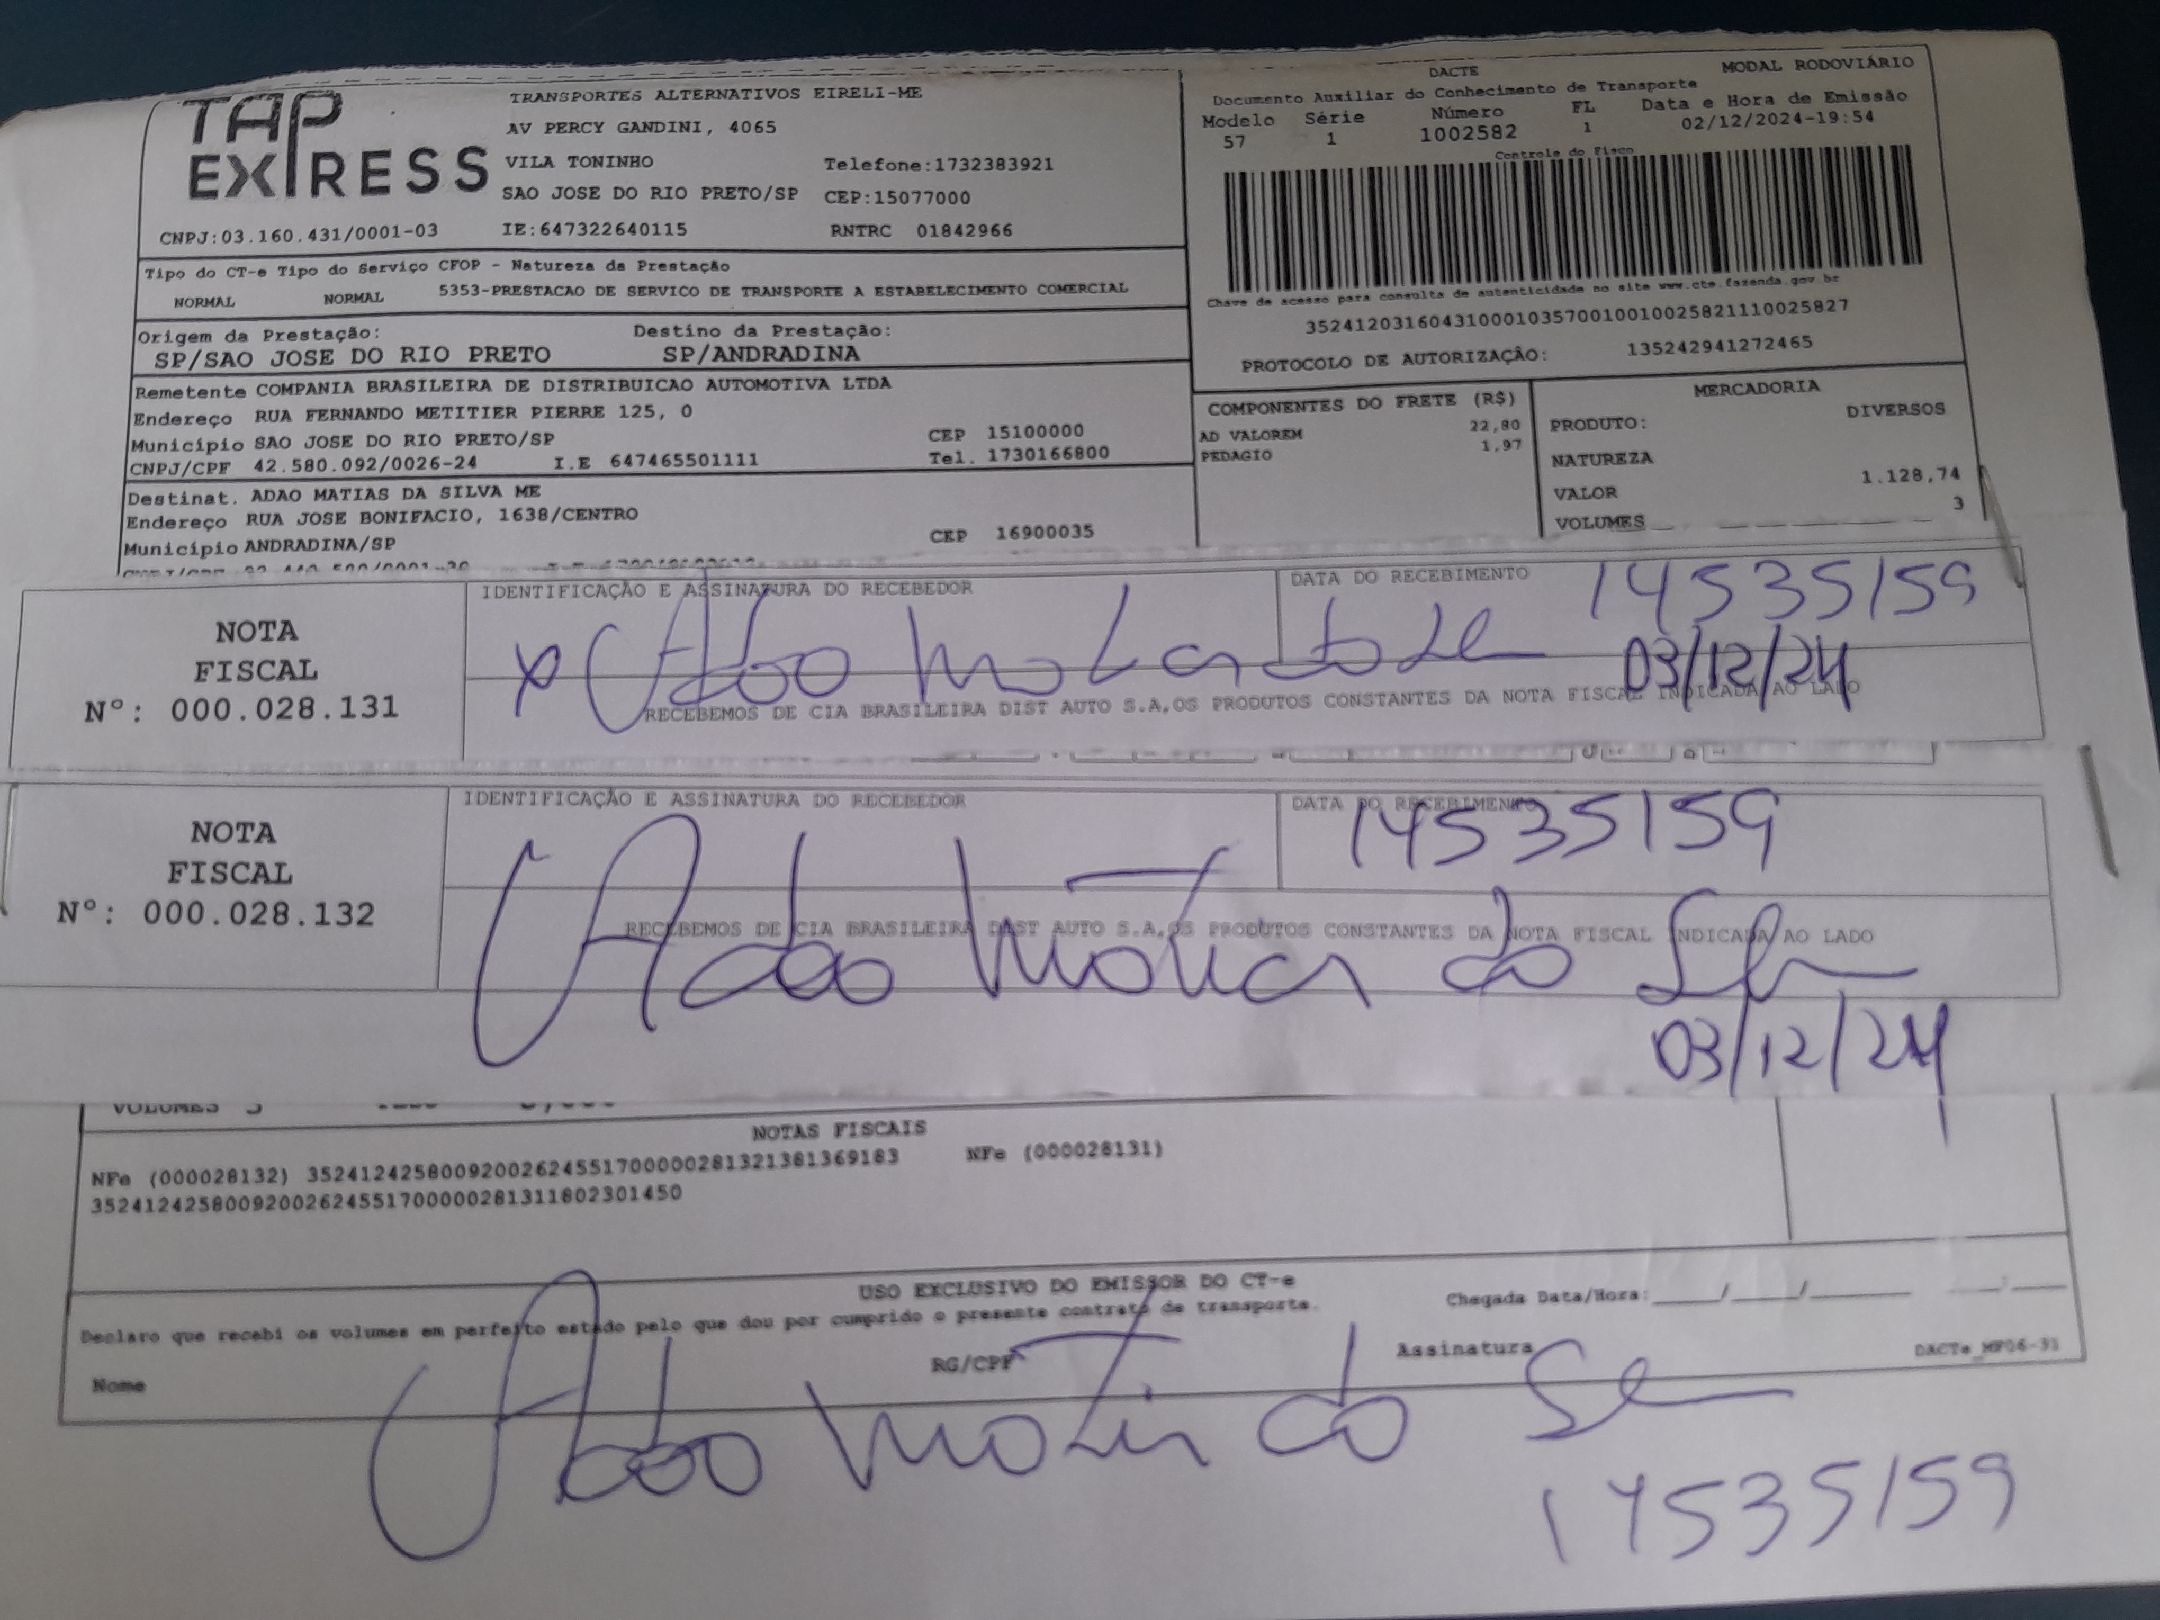 TAP EXPRESS
TRANSPORTES ALTERNATIVOS EIRELI-ME
AV PERCY GANDINI, 4065
VILA TONINHO Telefone:1732383921
SAO JOSE DO RIO PRETO/SP CEP:15077000
CNPJ:03.160.431/0001-03 IE:647322640115 RNTRC 01842966
DACTE MODAL RODOVIÁRIO
Documento Auxiliar do Conhecimento de Transporte
Modelo Série Número FL Data e Hora de Emissão
57 1 1002582 1 02/12/2024-19:54
Controle do Fisco
Chave de acesso para consulta de autenticidade no site www.cte.fazenda.gov.br
35241203160431000103570010010025821110025827
PROTOCOLO DE AUTORIZAÇÃO: 135242941272465
Tipo do CT-e Tipo do Serviço CFOP - Natureza da Prestação
NORMAL NORMAL 5353-PRESTACAO DE SERVICO DE TRANSPORTE A ESTABELECIMENTO COMERCIAL
Origem da Prestação: Destino da Prestação:
SP/SAO JOSE DO RIO PRETO SP/ANDRADINA
Remetente COMPANIA BRASILEIRA DE DISTRIBUICAO AUTOMOTIVA LTDA
Endereço RUA FERNANDO METITIER PIERRE 125, 0
Município SAO JOSE DO RIO PRETO/SP CEP 15100000
CNPJ/CPF 42.580.092/0026-24 I.E 647465501111 Tel. 1730166800
COMPONENTES DO FRETE (R$)
AD VALOREM 22,80
PEDAGIO 1,97
MERCADORIA
PRODUTO: DIVERSOS
NATUREZA
VALOR 1.128,74
VOLUMES 3
Destinat. ADAO MATIAS DA SILVA ME
Endereço RUA JOSE BONIFACIO, 1638/CENTRO
Município ANDRADINA/SP CEP 16900035
NOTA
FISCAL
Nº: 000.028.131
IDENTIFICAÇÃO E ASSINATURA DO RECEBEDOR
DATA DO RECEBIMENTO 14535159
03/12/24
RECEBEMOS DE CIA BRASILEIRA DIST AUTO S.A.OS PRODUTOS CONSTANTES DA NOTA FISCAL INDICADA AO LADO
NOTA
FISCAL
Nº: 000.028.132
IDENTIFICAÇÃO E ASSINATURA DO RECEBEDOR
DATA DO RECEBIMENTO
14535159
RECEBEMOS DE CIA BRASILEIRA DIST AUTO S.A.OS PRODUTOS CONSTANTES DA NOTA FISCAL INDICADA AO LADO
Adão Matias da
03/12/24
VOLUMES 3
NOTAS FISCAIS
NFe (000028132) 35241242580092002624551700000281321381369183 NFe (000028131)
35241242580092002624551700000281311802301450
USO EXCLUSIVO DO EMISSOR DO CT-e
Declaro que recebi os volumes em perfeito estado pelo que dou por cumprido o presente contrato de transporte.
Chegada Data/Hora:____/____/______ ___:___
Nome RG/CPF Assinatura DACTe_MF06-31
14535159